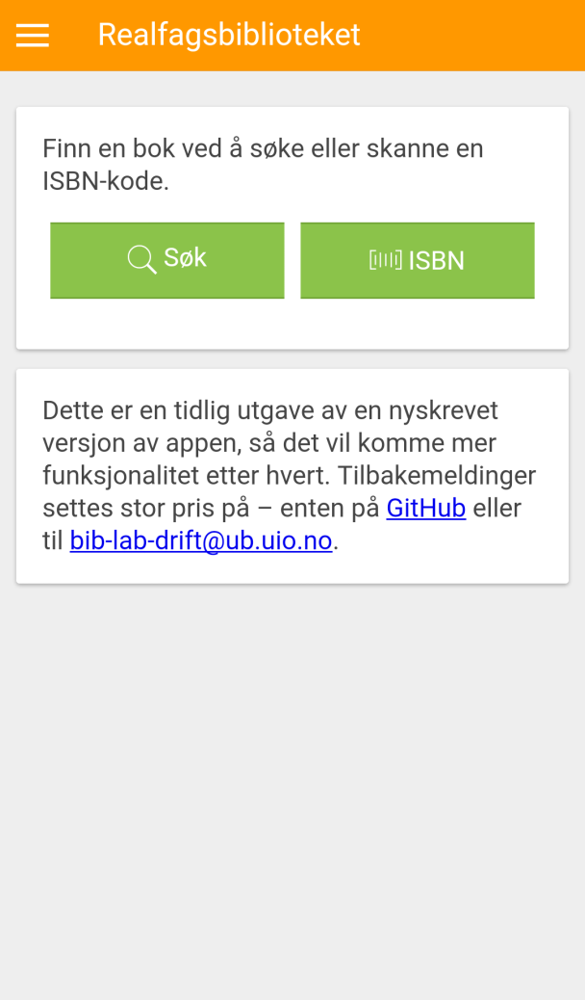 Realfagsbiblioteket
Finn en bok ved å søke eller skanne en
ISBN-kode.
Søk
ISBN
Dette er en tidlig utgave av en nyskrevet
versjon av appen, så det vil komme mer
funksjonalitet etter hvert. Tilbakemeldinger
settes stor pris på – enten på GitHub eller
til bib-lab-drift@ub.uio.no.